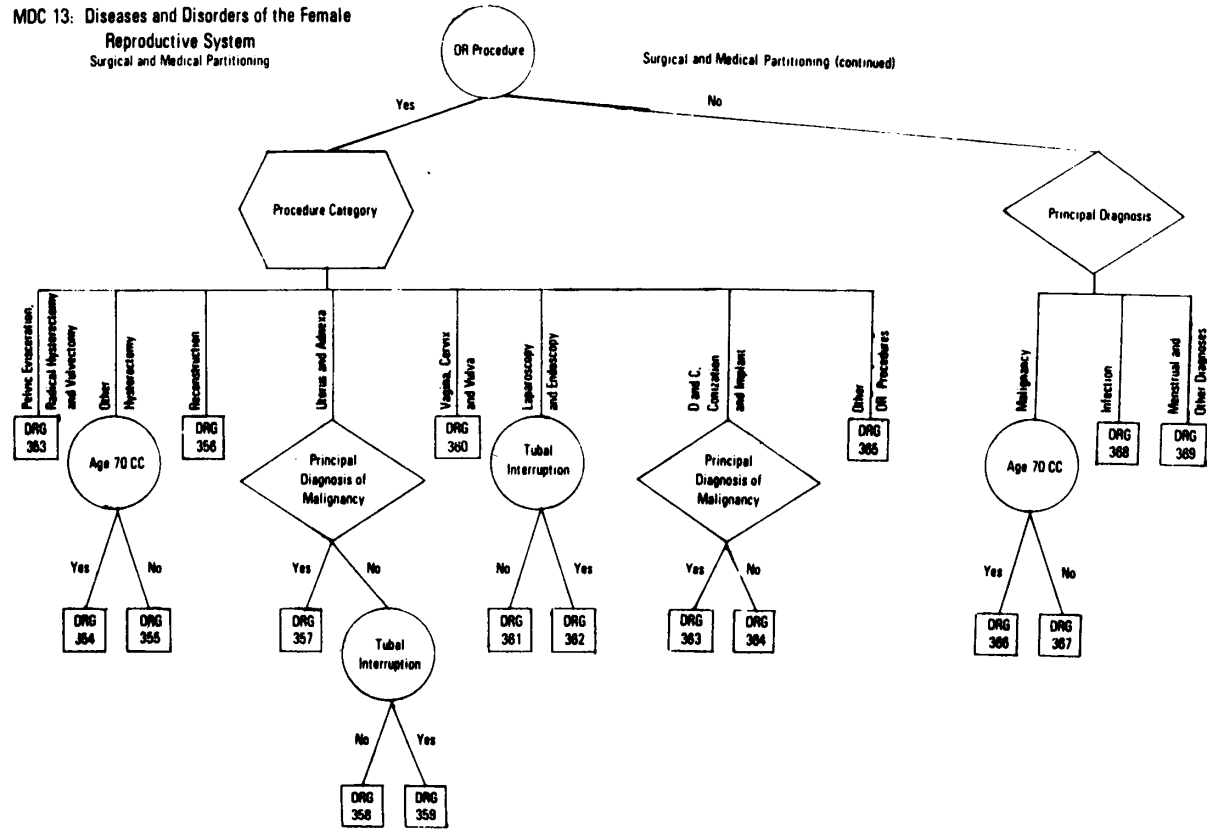 MDC 13: Diseases and Disorders of the Female
Reproductive System
Surgical and Medical Partitioning
OR Procedure
Surgical and Medical Partitioning (continued)
Yes
No
Procedure Category
Principal Diagnosis
Pelvic Evisceration,
Radical Hysterectomy
and Vulvectomy
Other
Hysterectomy
Reconstruction
Uterus and Adnexa
Vagina, Cervix
and Vulva
Laparoscopy
and Endoscopy
D and C,
Conization
and Implant
Other
OR Procedures
Malignancy
Infection
Menstrual and
Other Diagnoses
DRG
353
Age 70 CC
DRG
356
Principal
Diagnosis of
Malignancy
DRG
360
Tubal
Interruption
Principal
Diagnosis of
Malignancy
DRG
365
Age 70 CC
DRG
368
DRG
369
Yes
No
Yes
No
No
Yes
Yes
No
Yes
No
DRG
354
DRG
355
DRG
357
Tubal
Interruption
DRG
361
DRG
362
DRG
363
DRG
364
DRG
366
DRG
367
No
Yes
DRG
358
DRG
359